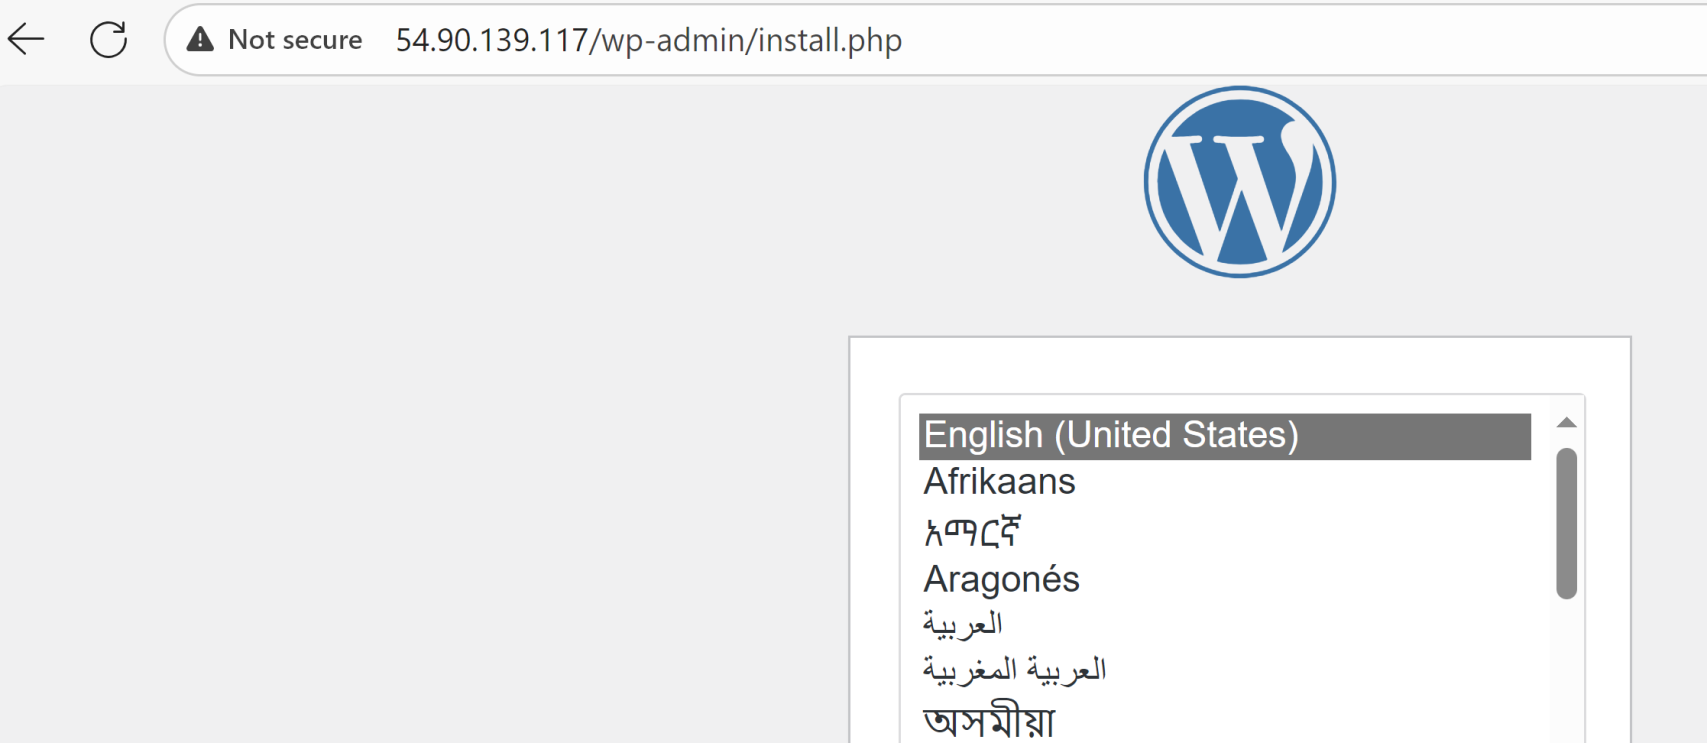 Not secure 54.90.139.117/wp-admin/install.php
English (United States)
Afrikaans
አማርኛ
Aragonés
العربية
العربية المغربية
অসমীয়া